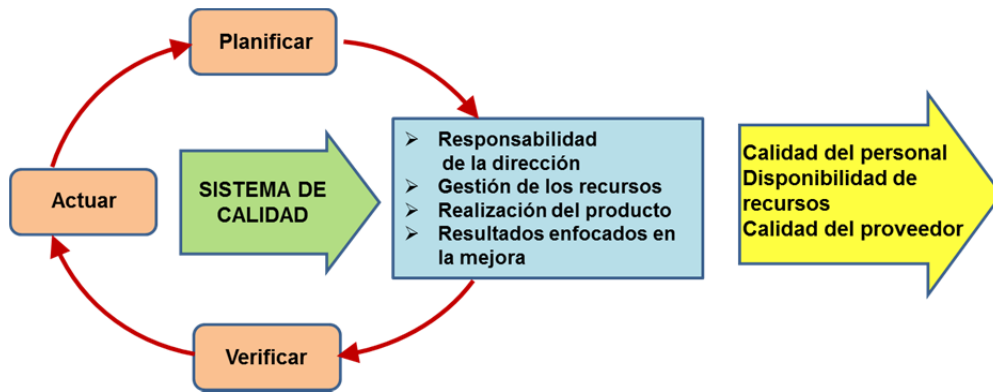 Planificar
Actuar
SISTEMA DE
CALIDAD
➢ Responsabilidad
de la dirección
➢ Gestión de los recursos
➢ Realización del producto
➢ Resultados enfocados en
la mejora
Calidad del personal
Disponibilidad de
recursos
Calidad del proveedor
Verificar